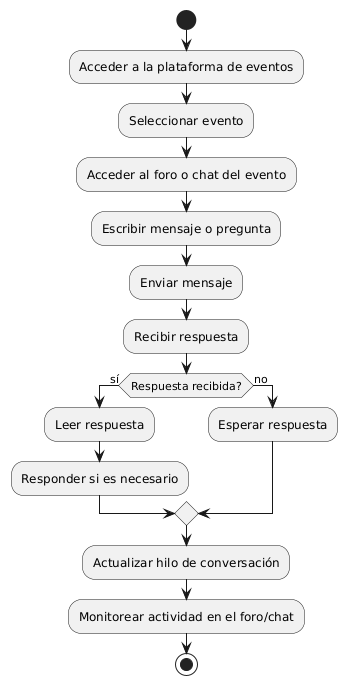 Acceder a la plataforma de eventos
Seleccionar evento
Acceder al foro o chat del evento
Escribir mensaje o pregunta
Enviar mensaje
Recibir respuesta
sí
Respuesta recibida?
no
Leer respuesta
Esperar respuesta
Responder si es necesario
Actualizar hilo de conversación
Monitorear actividad en el foro/chat